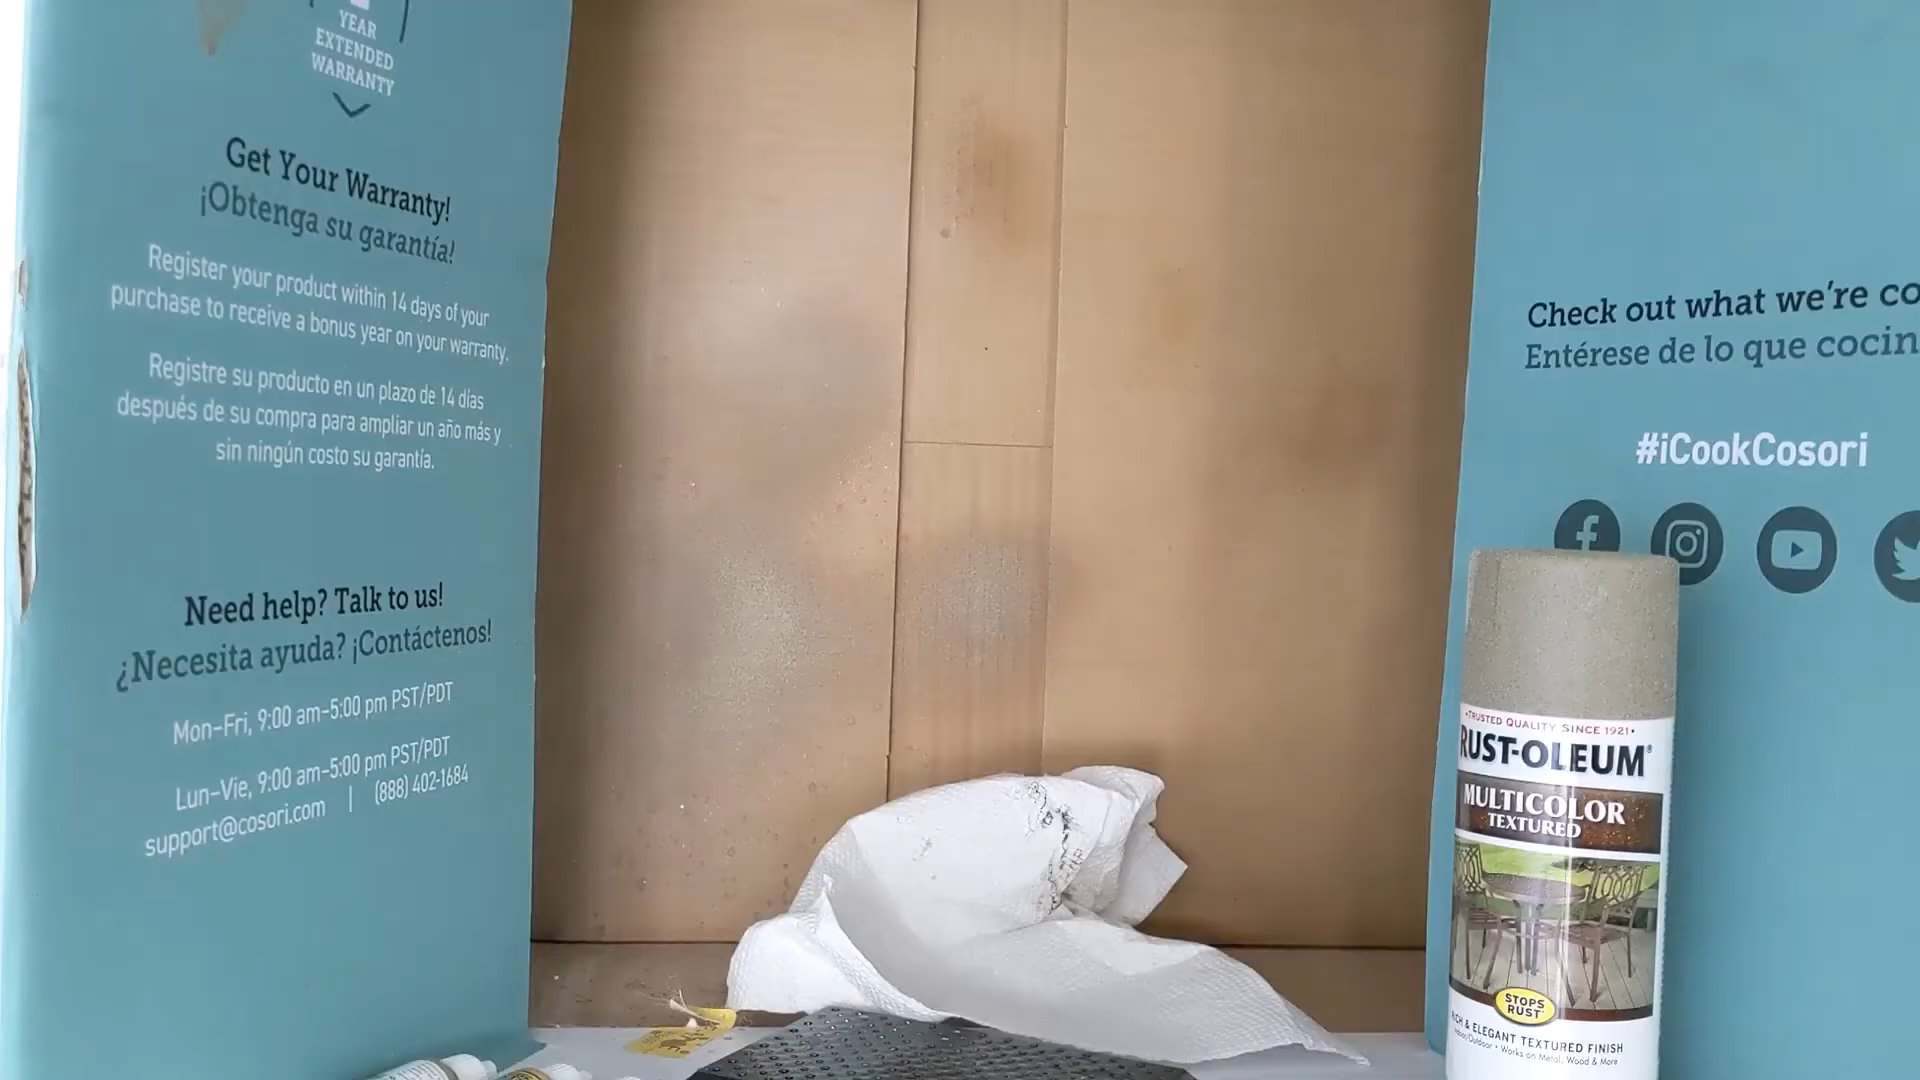 YEAR
EXTENDED
WARRANTY
Get Your Warranty!
¡Obtenga su garantía!
Register your product within 14 days of your
purchase to receive a bonus year on your warranty.
Registre su producto en un plazo de 14 días
después de su compra para ampliar un año más y
sin ningún costo su garantía.
Need help? Talk to us!
¿Necesita ayuda? ¡Contáctenos!
Mon–Fri, 9:00 am–5:00 pm PST/PDT
Lun–Vie, 9:00 am–5:00 pm PST/PDT
support@cosori.com | (888) 402-1684
Check out what we're
Entérese de lo que
#iCookCosori
•TRUSTED QUALITY SINCE 1921•
RUST-OLEUM®
MULTICOLOR
TEXTURED
STOPS
RUST
& ELEGANT TEXTURED FINISH
Indoor/Outdoor • Works on Metal, Wood & More